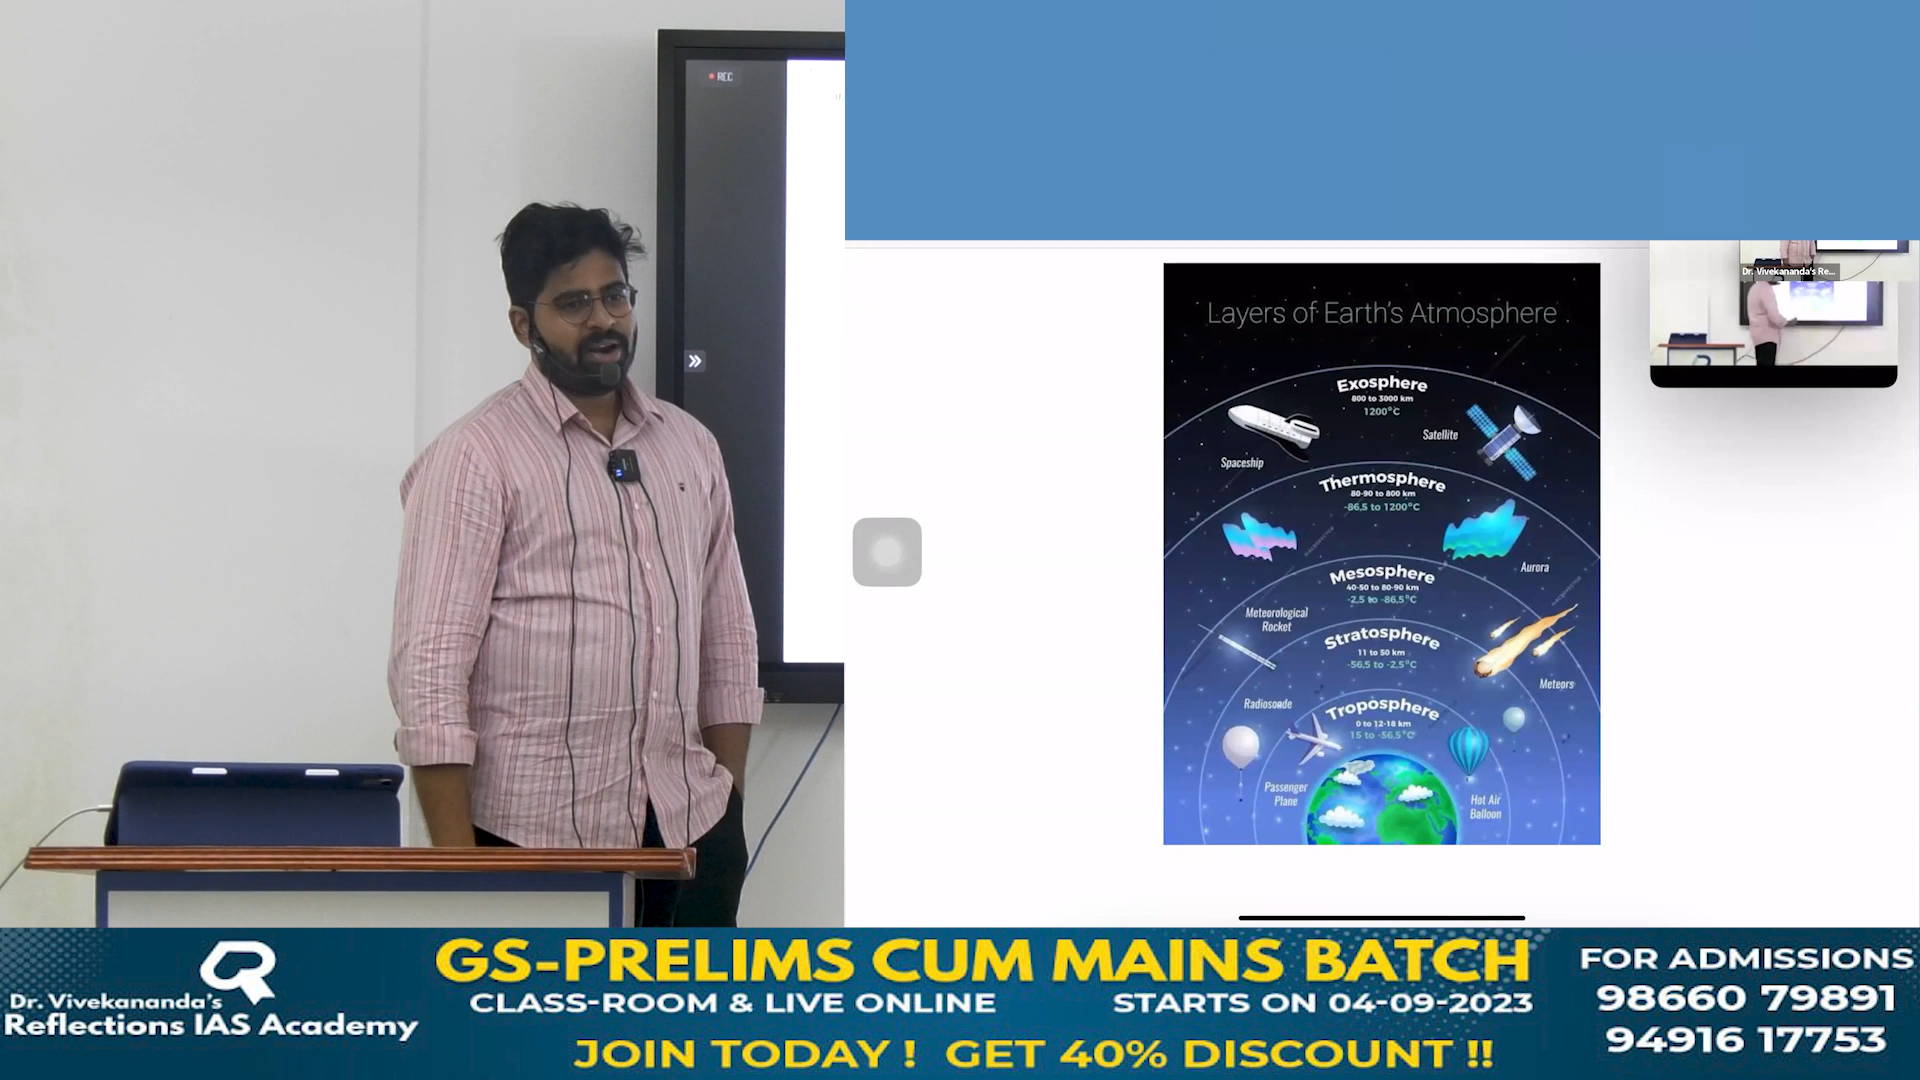 REC
Dr. Vivekananda's Re...
Layers of Earth's Atmosphere
Exosphere
800 to 3000 km
1200°C
Satellite
Spaceship
Thermosphere
80-90 to 800 km
-86,5 to 1200°C
Aurora
Mesosphere
40-50 to 80-90 km
-2,5 to -86,5°C
Meteorological
Rocket
Stratosphere
11 to 50 km
-56,5 to -2,5°C
Meteors
Radiosonde
Troposphere
0 to 12-18 km
15 to -56,5°C
Passenger
Plane
Hot Air
Balloon
Dr. Vivekananda's
Reflections IAS Academy
GS-PRELIMS CUM MAINS BATCH
CLASS-ROOM & LIVE ONLINE STARTS ON 04-09-2023
JOIN TODAY ! GET 40% DISCOUNT !!
FOR ADMISSIONS
98660 79891
94916 17753